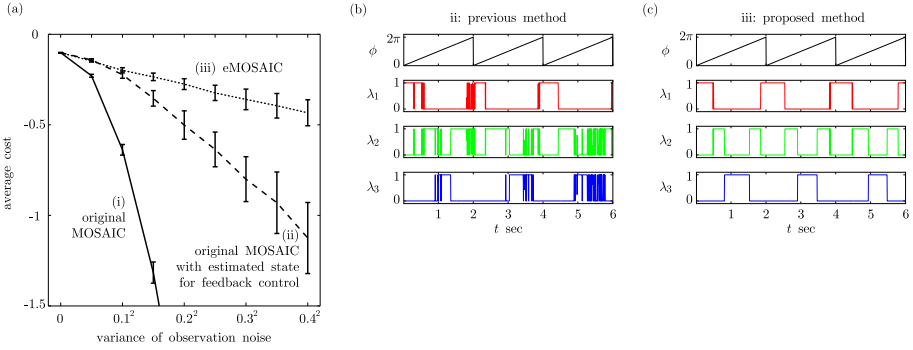 (a)
0
-0.5
-1
-1.5
average cost
(iii) eMOSAIC
(i)
original
MOSAIC
(ii)
original MOSAIC
with estimated state
for feedback control
0 0.1² 0.2² 0.3² 0.4²
variance of observation noise
(b)
ii: previous method
ϕ 2π 0
λ₁ 1 0
λ₂ 1 0
λ₃ 1 0
1 2 3 4 5 6
t sec
(c)
iii: proposed method
ϕ 2π 0
λ₁ 1 0
λ₂ 1 0
λ₃ 1 0
1 2 3 4 5 6
t sec